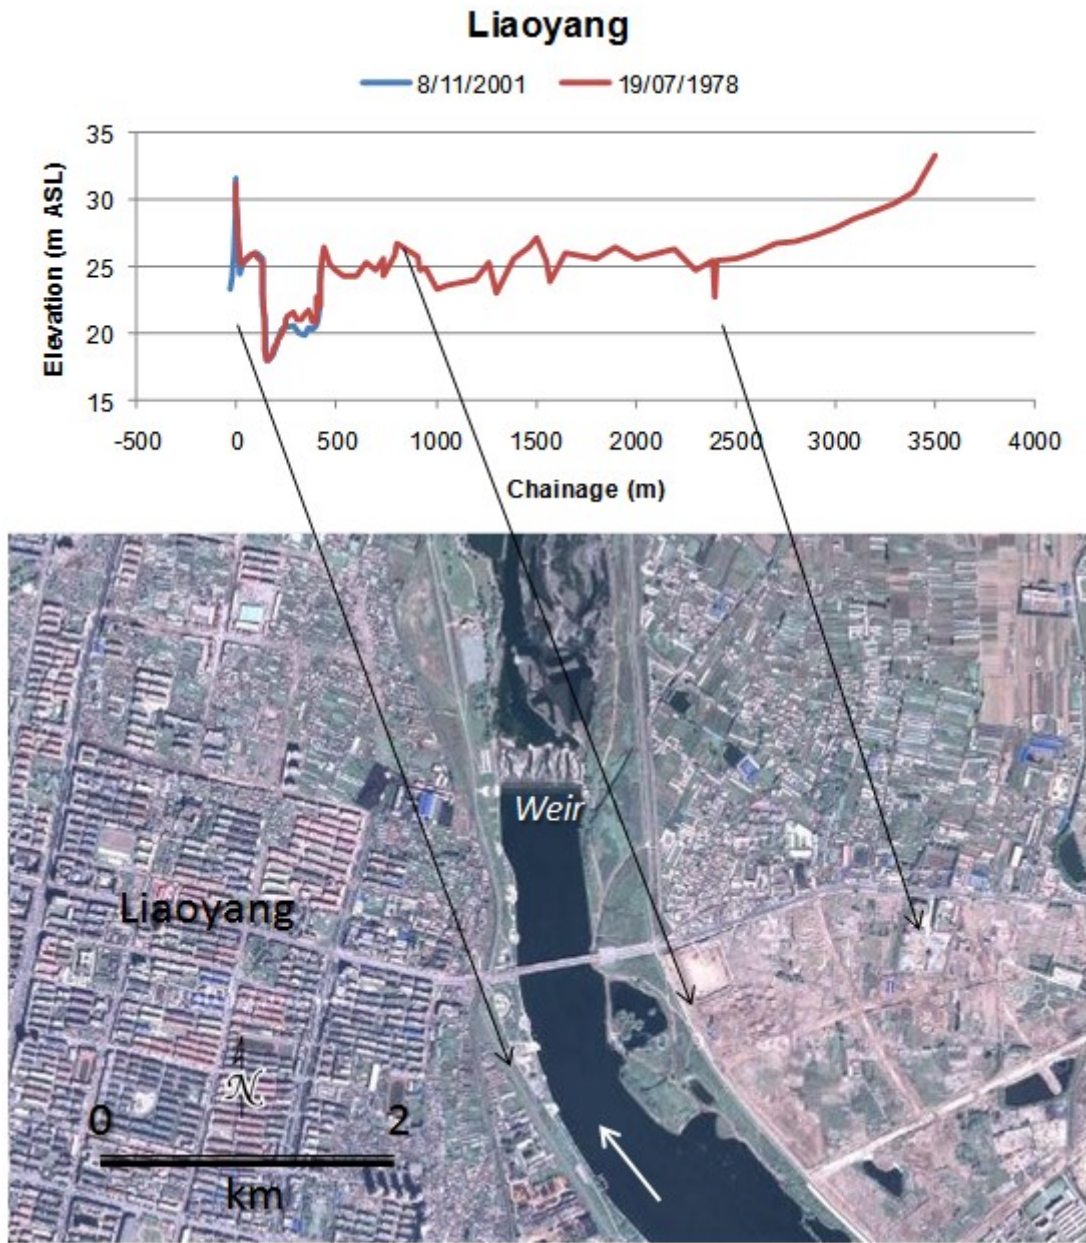 Liaoyang
8/11/2001 19/07/1978
Elevation (m ASL)
35
30
25
20
15
-500 0 500 1000 1500 2000 2500 3000 3500 4000
Chainage (m)
Weir
Liaoyang
N
0 2
km